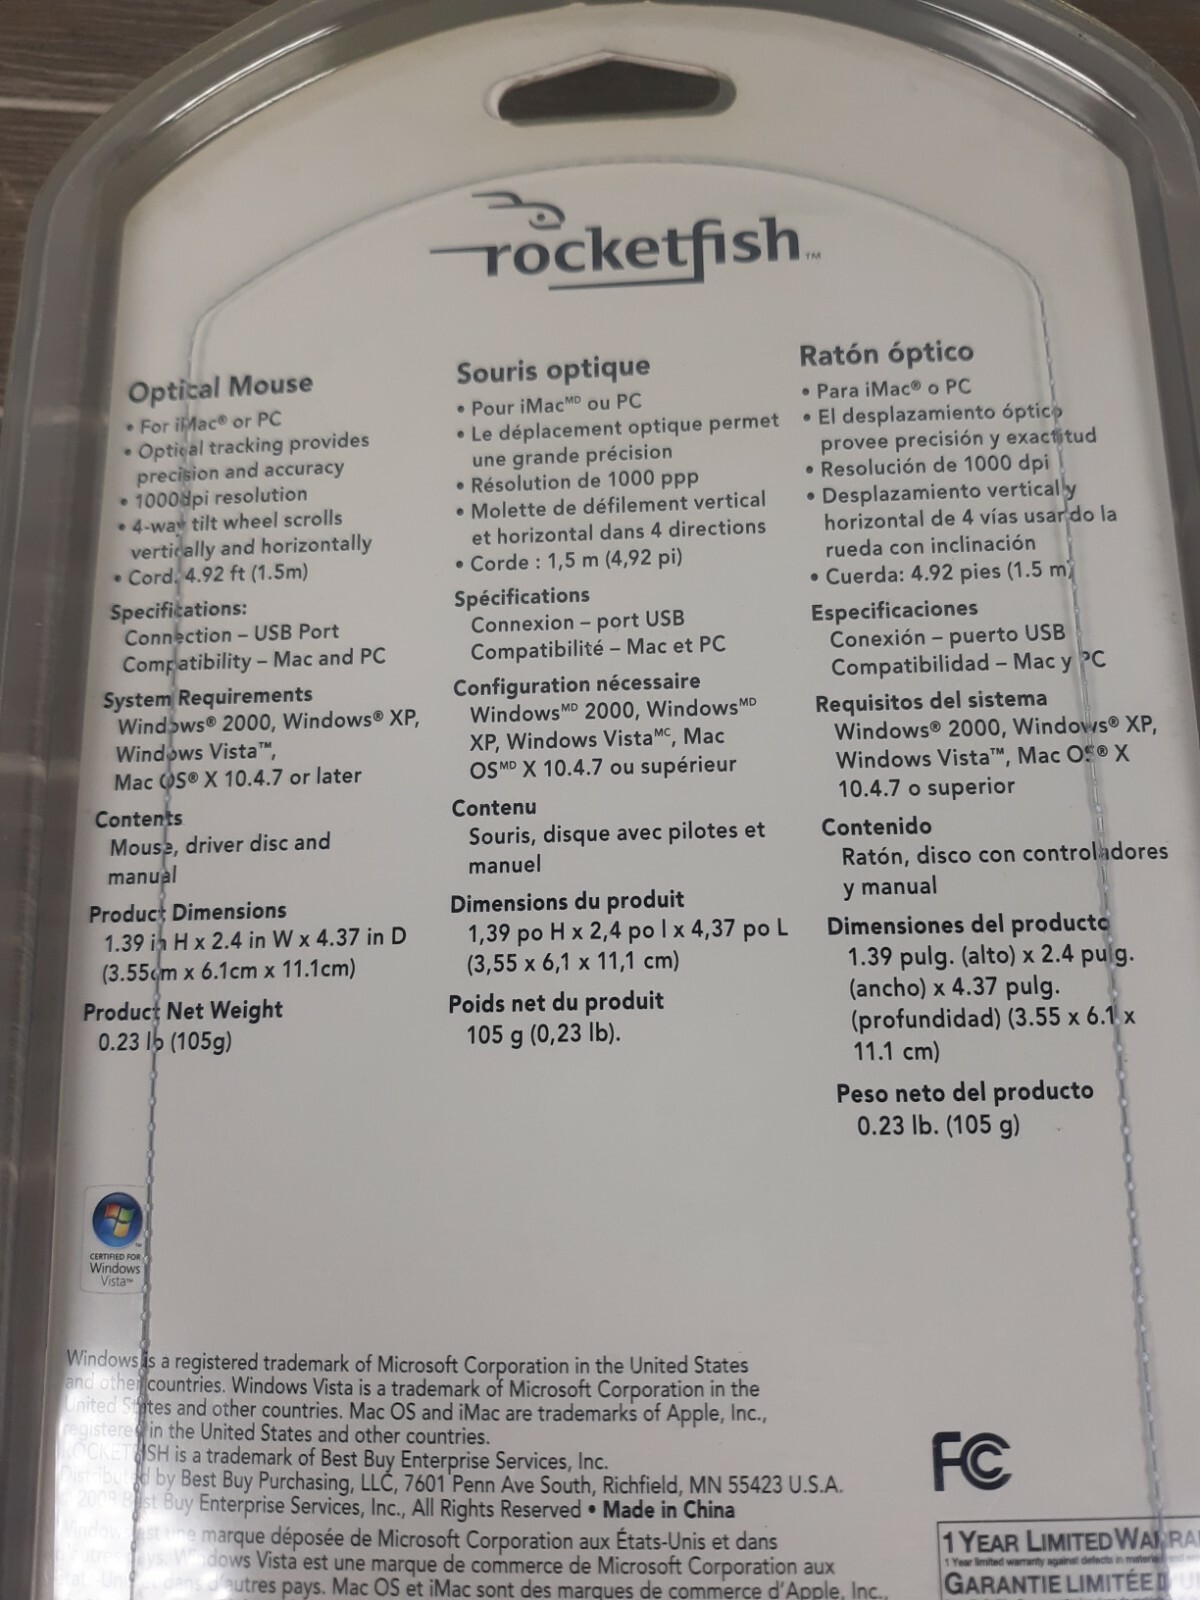 rocketfish™
Optical Mouse
• For iMac® or PC
• Optical tracking provides
precision and accuracy
• 1000dpi resolution
• 4-way tilt wheel scrolls
vertically and horizontally
• Cord: 4.92 ft (1.5m)
Specifications:
Connection – USB Port
Compatibility – Mac and PC
System Requirements
Windows® 2000, Windows® XP,
Windows Vista™,
Mac OS® X 10.4.7 or later
Contents
Mouse, driver disc and
manual
Product Dimensions
1.39 in H x 2.4 in W x 4.37 in D
(3.55cm x 6.1cm x 11.1cm)
Product Net Weight
0.23 lb (105g)
Souris optique
• Pour iMacMD ou PC
• Le déplacement optique permet
une grande précision
• Résolution de 1000 ppp
• Molette de défilement vertical
et horizontal dans 4 directions
• Corde : 1,5 m (4,92 pi)
Spécifications
Connexion – port USB
Compatibilité – Mac et PC
Configuration nécessaire
WindowsMD 2000, WindowsMD
XP, Windows VistaMC, Mac
OSMD X 10.4.7 ou supérieur
Contenu
Souris, disque avec pilotes et
manuel
Dimensions du produit
1,39 po H x 2,4 po l x 4,37 po L
(3,55 x 6,1 x 11,1 cm)
Poids net du produit
105 g (0,23 lb).
Ratón óptico
• Para iMac® o PC
• El desplazamiento óptico
provee precisión y exactitud
• Resolución de 1000 dpi
• Desplazamiento vertical y
horizontal de 4 vías usando la
rueda con inclinación
• Cuerda: 4.92 pies (1.5 m)
Especificaciones
Conexión – puerto USB
Compatibilidad – Mac y PC
Requisitos del sistema
Windows® 2000, Windows® XP,
Windows Vista™, Mac OS® X
10.4.7 o superior
Contenido
Ratón, disco con controladores
y manual
Dimensiones del producto
1.39 pulg. (alto) x 2.4 pulg.
(ancho) x 4.37 pulg.
(profundidad) (3.55 x 6.1 x
11.1 cm)
Peso neto del producto
0.23 lb. (105 g)
CERTIFIED FOR
Windows
Vista™
Windows is a registered trademark of Microsoft Corporation in the United States
and other countries. Windows Vista is a trademark of Microsoft Corporation in the
United States and other countries. Mac OS and iMac are trademarks of Apple, Inc.,
registered in the United States and other countries.
ROCKETFISH is a trademark of Best Buy Enterprise Services, Inc.
Distributed by Best Buy Purchasing, LLC, 7601 Penn Ave South, Richfield, MN 55423 U.S.A.
Best Buy Enterprise Services, Inc., All Rights Reserved • Made in China
Windows est une marque déposée de Microsoft Corporation aux États-Unis et dans
Windows Vista est une marque de commerce de Microsoft Corporation aux
dans d'autres pays. Mac OS et iMac sont des marques de commerce d'Apple, Inc.,
FC
1 YEAR LIMITED WARRA
1 Year limited warranty against defects in
GARANTIE LIMITÉE